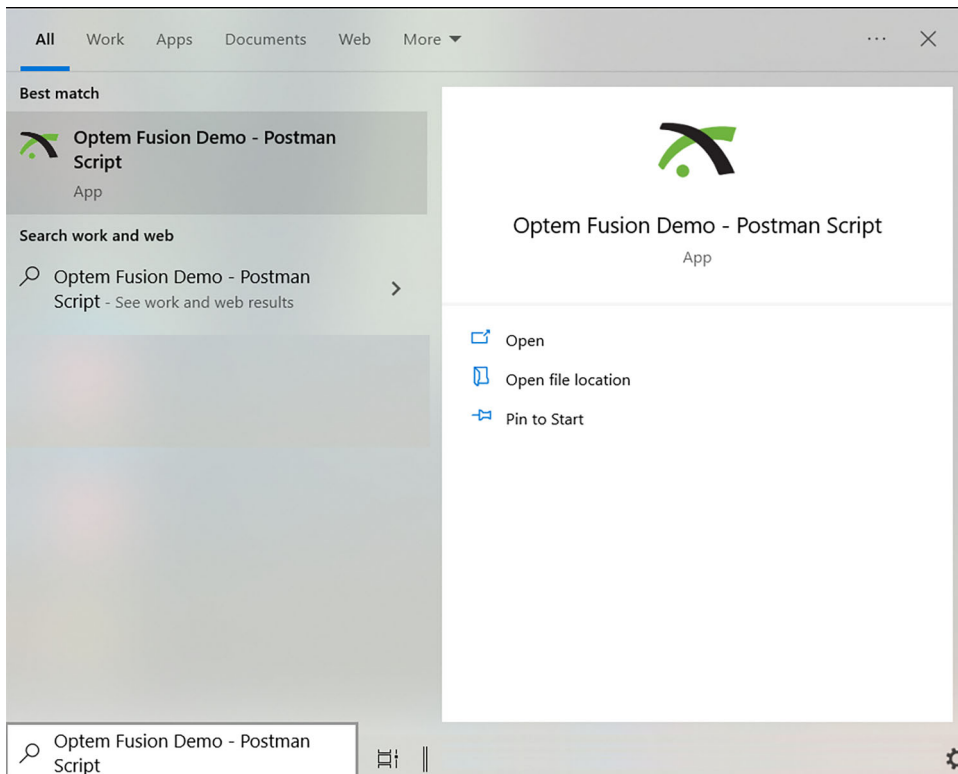 All Work Apps Documents Web More
Best match
Optem Fusion Demo - Postman
Script
App
Search work and web
Optem Fusion Demo - Postman
Script - See work and web results
Optem Fusion Demo - Postman Script
App
Open
Open file location
Pin to Start
Optem Fusion Demo - Postman
Script